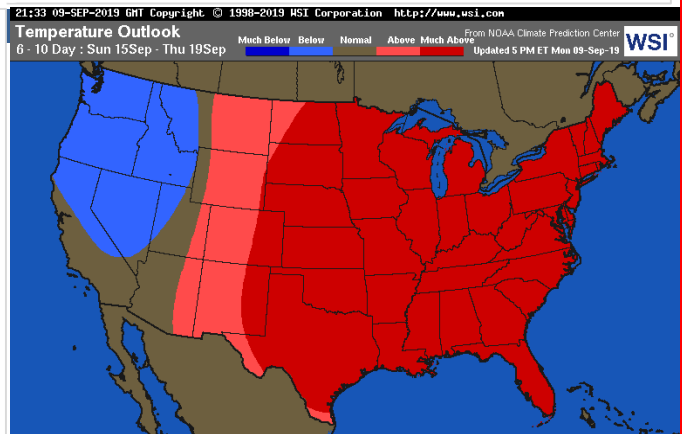 21:33 09-SEP-2019 GMT Copyright © 1998-2019 WSI Corporation http://www.wsi.com
Temperature Outlook
6 - 10 Day : Sun 15Sep - Thu 19Sep
Much Below Below Normal Above Much Above
From NOAA Climate Prediction Center
Updated 5 PM ET Mon 09-Sep-19
WSI